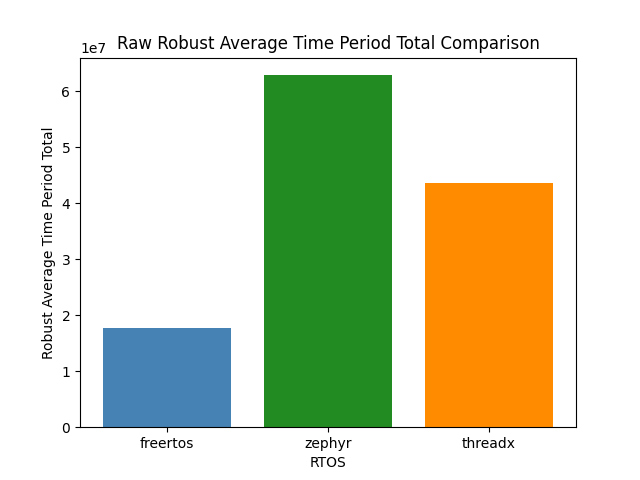 Raw Robust Average Time Period Total Comparison
1e7
Robust Average Time Period Total
6
5
4
3
2
1
0
freertos
zephyr
threadx
RTOS